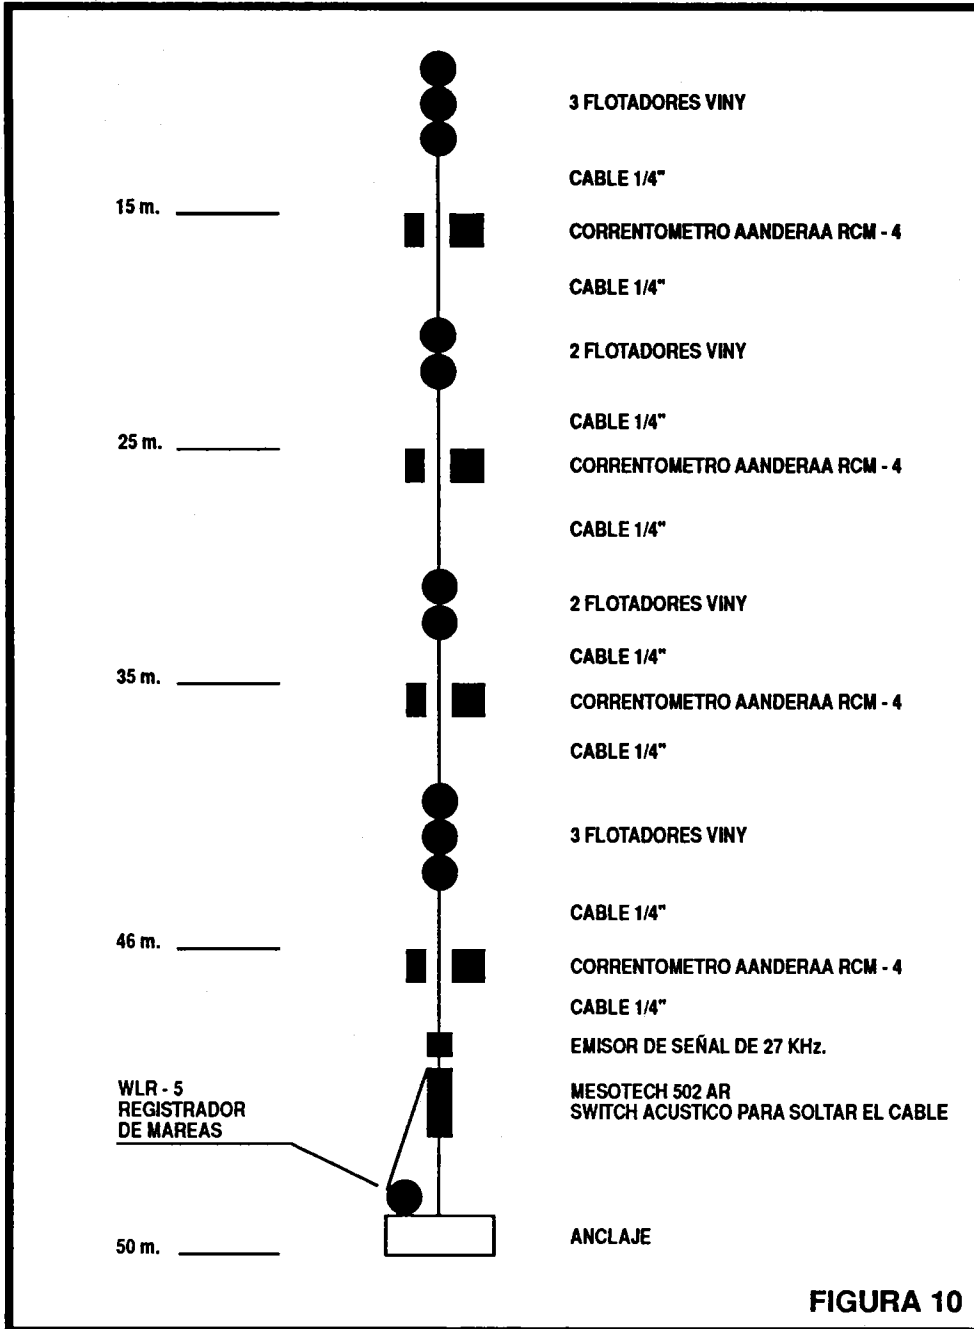 3 FLOTADORES VINY
CABLE 1/4"
15 m.
CORRENTOMETRO AANDERAA RCM - 4
CABLE 1/4"
2 FLOTADORES VINY
CABLE 1/4"
25 m.
CORRENTOMETRO AANDERAA RCM - 4
CABLE 1/4"
2 FLOTADORES VINY
CABLE 1/4"
35 m.
CORRENTOMETRO AANDERAA RCM - 4
CABLE 1/4"
3 FLOTADORES VINY
CABLE 1/4"
46 m.
CORRENTOMETRO AANDERAA RCM - 4
CABLE 1/4"
EMISOR DE SEÑAL DE 27 KHz.
MESOTECH 502 AR
SWITCH ACUSTICO PARA SOLTAR EL CABLE
WLR - 5
REGISTRADOR
DE MAREAS
ANCLAJE
50 m.
FIGURA 10